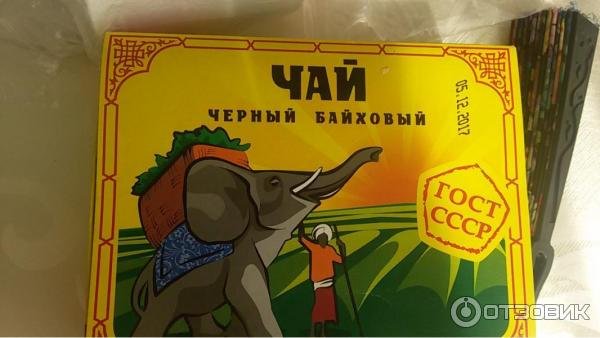 ЧАЙ
ЧЕРНЫЙ БАЙХОВЫЙ
05.12.2017
ГОСТ
СССР
ОТЗОВИК